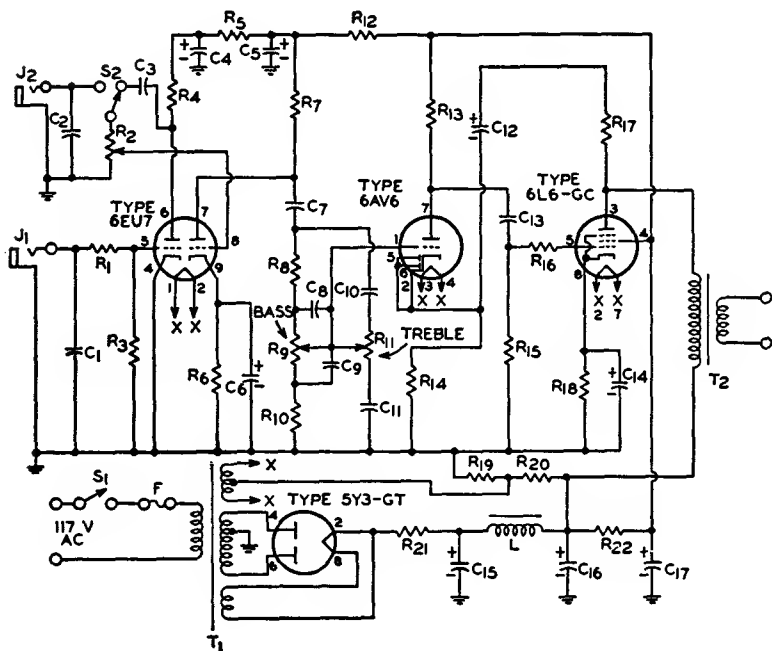 R5
R12
C4
C5
J2
S2
C3
C2
R2
R4
R7
R13
C12
R17
TYPE
6EU7
TYPE
6AV6
TYPE
6L6-GC
6
7
8
5
4
9
1
2
X
X
C7
7
1
5
4
6
2
3
4
X
X
C13
R16
3
4
5
8
2
7
X
X
J1
R1
R3
C1
R6
C6
R8
C8
BASS
R9
C9
R10
C10
R11
TREBLE
C11
R14
R15
R18
C14
T2
S1
F
117 V
AC
X
X
TYPE 5Y3-GT
R19
R20
4
6
2
8
R21
L
R22
C15
C16
C17
T1